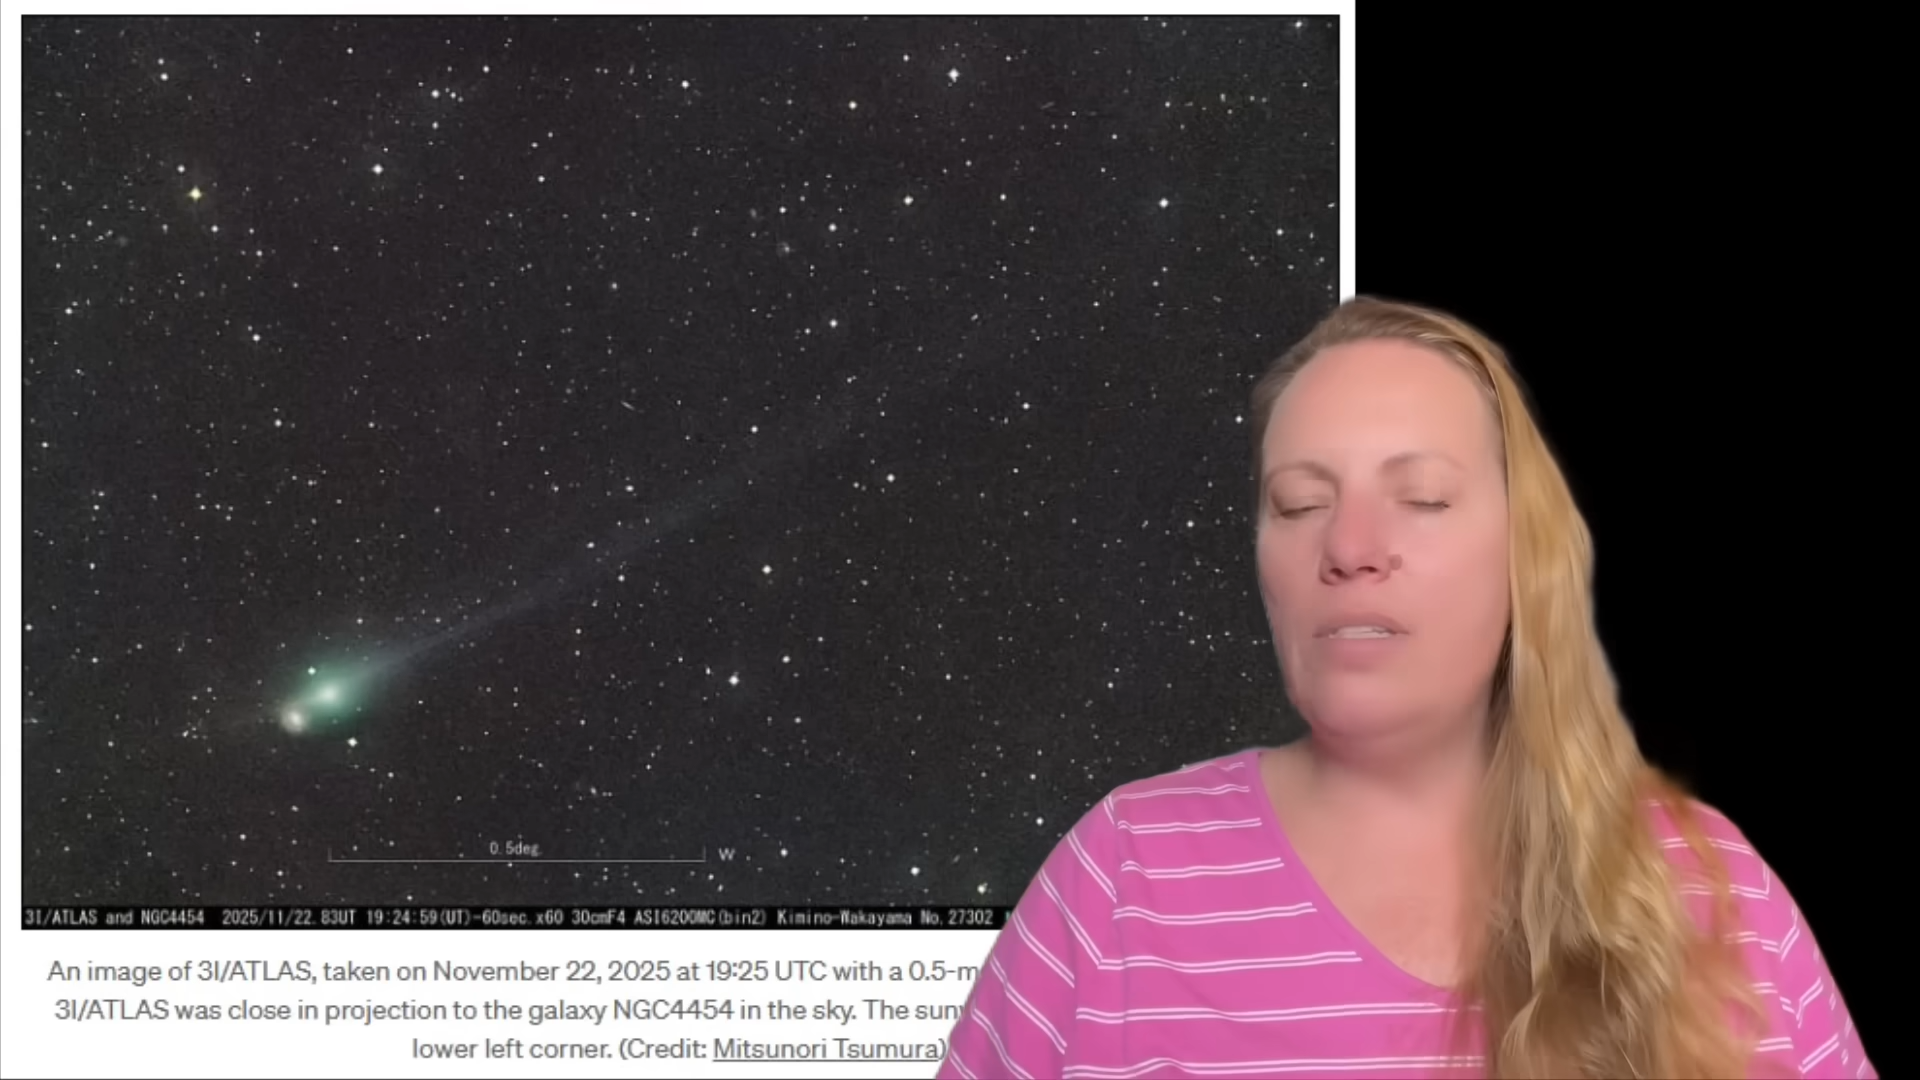 0.5deg.
W
3I/ATLAS and NGC4454 2025/11/22.83UT 19:24:59(UT)-60sec.x60 30cmF4 ASI6200MC(bin2) Kimino-Wakayama No.27302
An image of 3I/ATLAS, taken on November 22, 2025 at 19:25 UTC with a 0.5-m
3I/ATLAS was close in projection to the galaxy NGC4454 in the sky. The
lower left corner. (Credit: Mitsunori Tsumura)